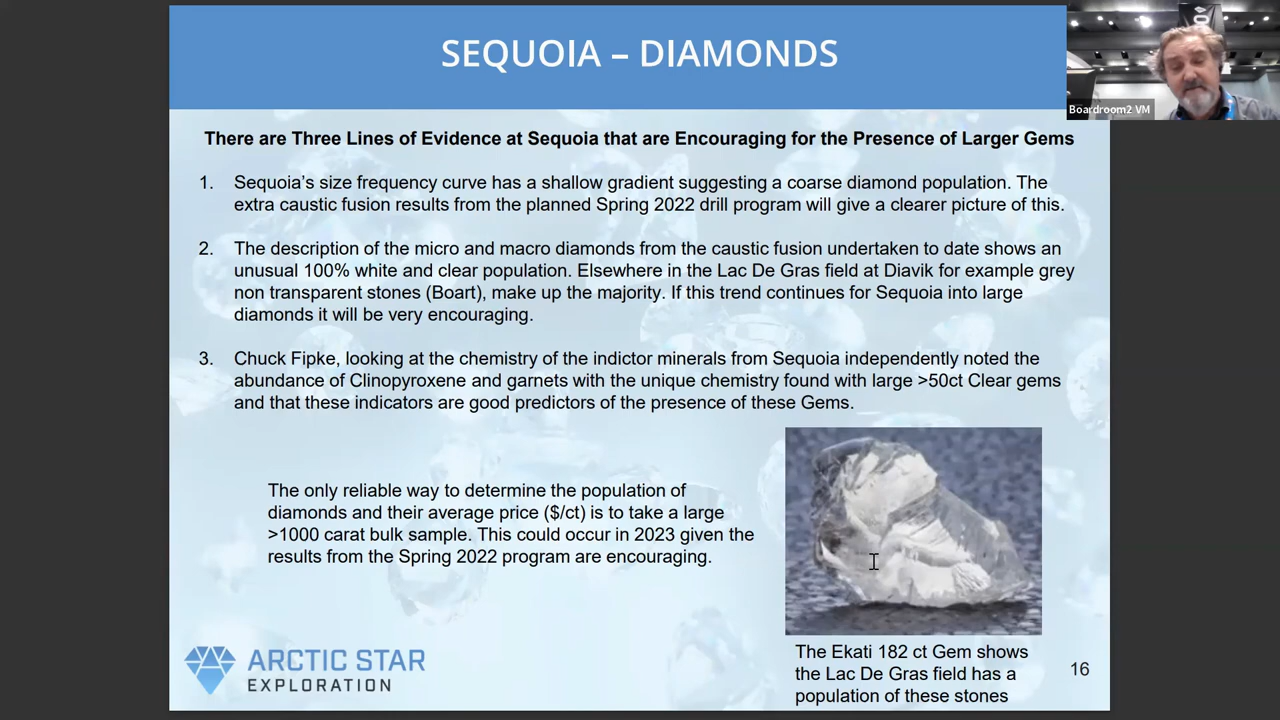 SEQUOIA – DIAMONDS
Boardroom2 VM
There are Three Lines of Evidence at Sequoia that are Encouraging for the Presence of Larger Gems
1. Sequoia's size frequency curve has a shallow gradient suggesting a coarse diamond population. The
extra caustic fusion results from the planned Spring 2022 drill program will give a clearer picture of this.
2. The description of the micro and macro diamonds from the caustic fusion undertaken to date shows an
unusual 100% white and clear population. Elsewhere in the Lac De Gras field at Diavik for example grey
non transparent stones (Boart), make up the majority. If this trend continues for Sequoia into large
diamonds it will be very encouraging.
3. Chuck Fipke, looking at the chemistry of the indictor minerals from Sequoia independently noted the
abundance of Clinopyroxene and garnets with the unique chemistry found with large >50ct Clear gems
and that these indicators are good predictors of the presence of these Gems.
The only reliable way to determine the population of
diamonds and their average price ($/ct) is to take a large
>1000 carat bulk sample. This could occur in 2023 given the
results from the Spring 2022 program are encouraging.
The Ekati 182 ct Gem shows
the Lac De Gras field has a
population of these stones
ARCTIC STAR
EXPLORATION
16